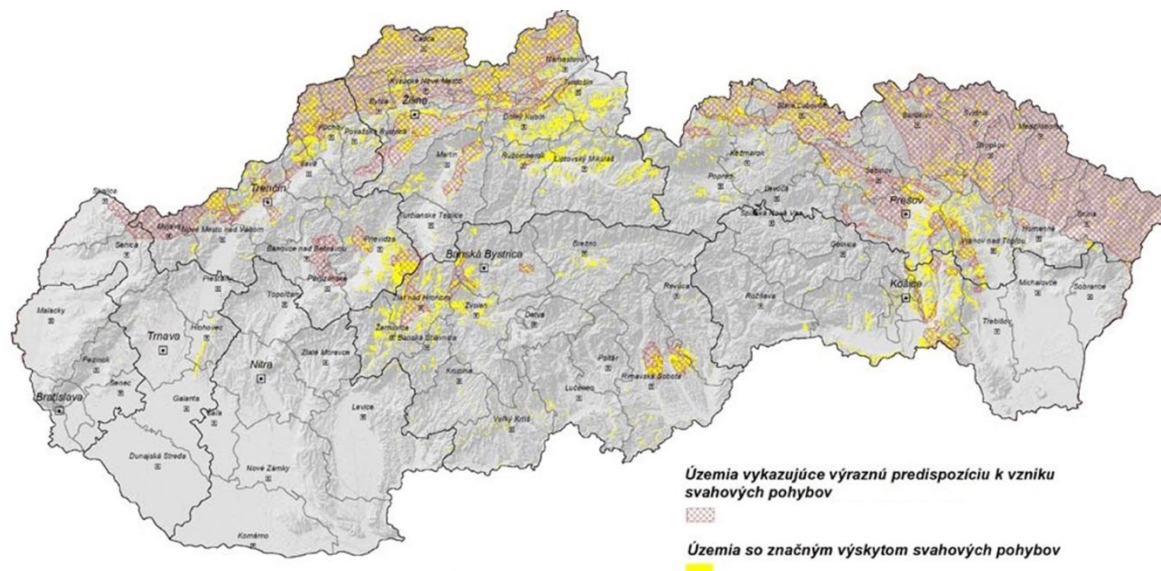 Čadca
Námestovo
Kysucké Nové Mesto
Tvrdošín
Bytča
Žilina
Dolný Kubín
Stará Ľubovňa
Bardejov
Svidník
Medzilaborce
Stropkov
Púchov
Považská Bystrica
Martin
Ružomberok
Liptovský Mikuláš
Kežmarok
Poprad
Sabinov
Levoča
Prešov
Snina
Ilava
Trenčín
Skalica
Myjava
Nové Mesto nad Váhom
Turčianske Teplice
Spišská Nová Ves
Humenné
Vranov nad Topľou
Senica
Bánovce nad Bebravou
Prievidza
Banská Bystrica
Brezno
Gelnica
Piešťany
Partizánske
Topoľčany
Žiar nad Hronom
Zvolen
Revúca
Rožňava
Košice
Michalovce
Sobrance
Malacky
Hlohovec
Trnava
Žarnovica
Banská Štiavnica
Detva
Trebišov
Zlaté Moravce
Poltár
Pezinok
Nitra
Krupina
Rimavská Sobota
Senec
Bratislava
Galanta
Šaľa
Levice
Lučenec
Veľký Krtíš
Dunajská Streda
Nové Zámky
Komárno
Územia vykazujúce výraznú predispozíciu k vzniku
svahových pohybov
Územia so značným výskytom svahových pohybov